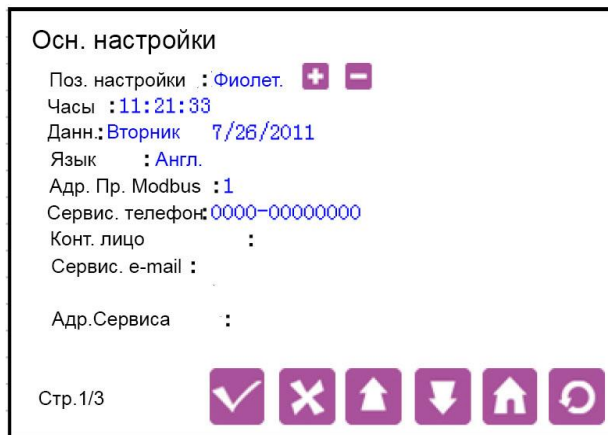 Осн. настройки
Поз. настройки : Фиолет.
Часы :11:21:33
Данн.: Вторник 7/26/2011
Язык : Англ.
Адр. Пр. Modbus :1
Сервис. телефон:0000-00000000
Конт. лицо :
Сервис. e-mail :
Адр.Сервиса :
Стр.1/3